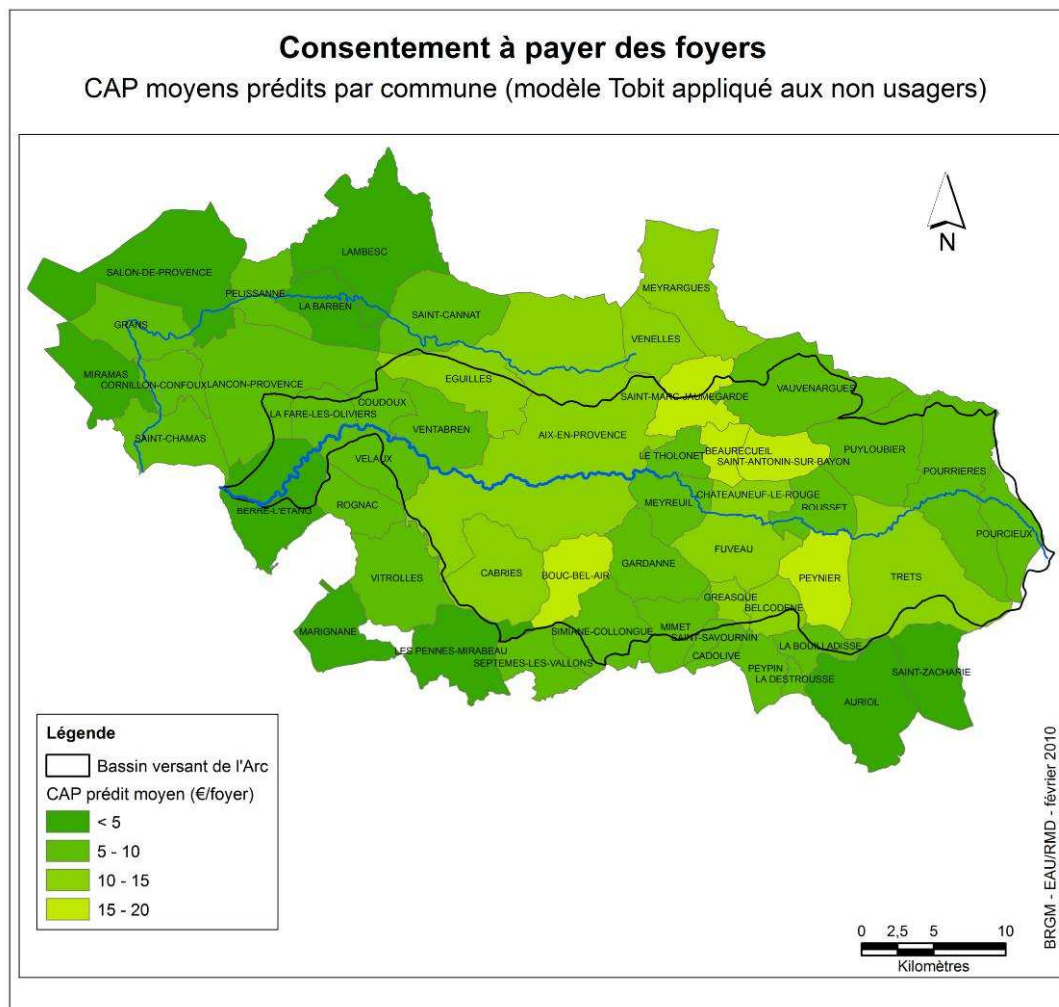 Consentement à payer des foyers
CAP moyens prédits par commune (modèle Tobit appliqué aux non usagers)
N
LAMBESC
SALON-DE-PROVENCE
MEYRARGUES
PELISSANNE
LA BARBEN
SAINT-CANNAT
GRANS
VENELLES
MIRAMAS
CORNILLON-CONFOUX
LANCON-PROVENCE
EGUILLES
VAUVENARGUES
SAINT-MARC-JAUMEGARDE
COUDOUX
LA FARE-LES-OLIVIERS
VENTABREN
AIX-EN-PROVENCE
SAINT-CHAMAS
LE THOLONET
BEAURECUEIL
SAINT-ANTONIN-SUR-BAYON
PUYLOUBIER
VELAUX
POURRIERES
BERRE-L'ETANG
ROGNAC
MEYREUIL
CHATEAUNEUF-LE-ROUGE
ROUSSET
POURCIEUX
FUVEAU
GARDANNE
CABRIES
BOUC-BEL-AIR
PEYNIER
TRETS
VITROLLES
GREASQUE
BELCODENE
MARIGNANE
LES PENNES-MIRABEAU
SIMIANE-COLLONGUE
MIMET
SAINT-SAVOURNIN
LA BOUILLADISSE
SEPTEMES-LES-VALLONS
CADOLIVE
PEYPIN
LA DESTROUSSE
SAINT-ZACHARIE
AURIOL
Légende
Bassin versant de l'Arc
CAP prédit moyen (€/foyer)
< 5
5 - 10
10 - 15
15 - 20
0 2,5 5 10
Kilomètres
BRGM - EAU/RMD - février 2010